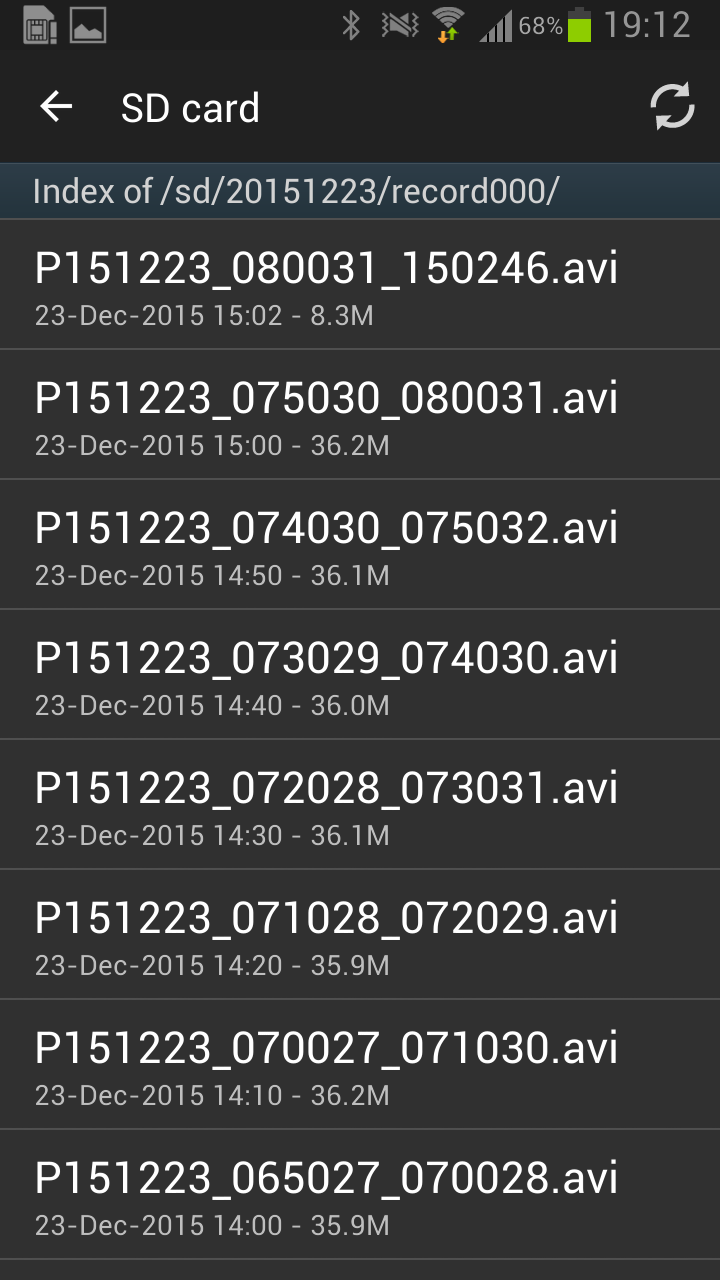 68% 19:12
SD card
Index of /sd/20151223/record000/
P151223_080031_150246.avi
23-Dec-2015 15:02 - 8.3M
P151223_075030_080031.avi
23-Dec-2015 15:00 - 36.2M
P151223_074030_075032.avi
23-Dec-2015 14:50 - 36.1M
P151223_073029_074030.avi
23-Dec-2015 14:40 - 36.0M
P151223_072028_073031.avi
23-Dec-2015 14:30 - 36.1M
P151223_071028_072029.avi
23-Dec-2015 14:20 - 35.9M
P151223_070027_071030.avi
23-Dec-2015 14:10 - 36.2M
P151223_065027_070028.avi
23-Dec-2015 14:00 - 35.9M